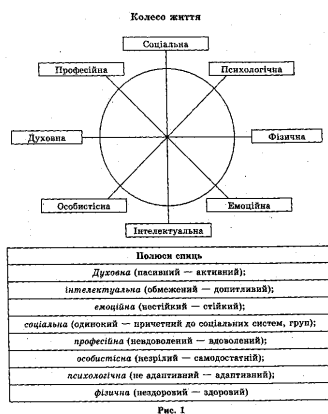 Колесо життя
Соціальна
Професійна
Психологічна
Духовна
Фізична
Особистісна
Емоційна
Інтелектуальна
Полюси спиць
Духовна (пасивний — активний);
інтелектуальна (обмежений — допитливий);
емоційна (нестійкий — стійкий);
соціальна (одинокий — причетний до соціальних систем, груп);
професійна (невдоволений — вдоволений);
особистісна (незрілий — самодостатній);
психологічна (не адаптивний — адаптивний);
фізична (нездоровий — здоровий)
Рис. 1